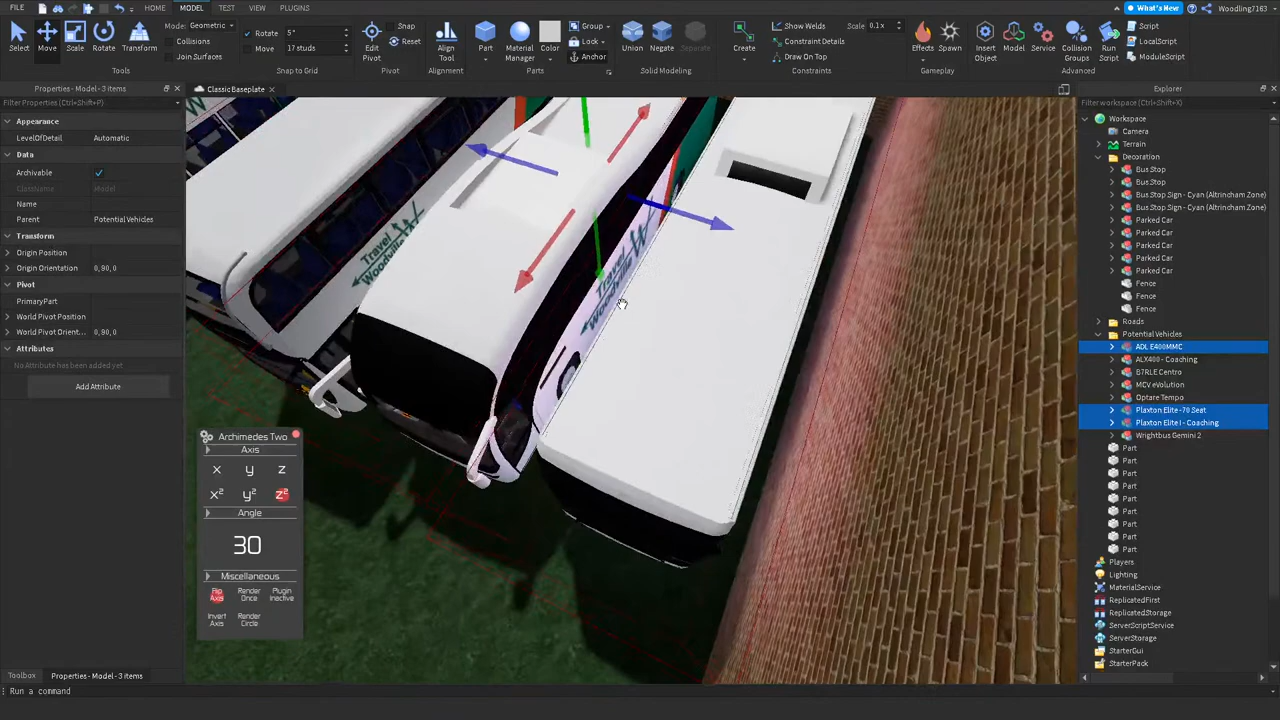 FILE HOME MODEL TEST VIEW PLUGINS What's New Woodling7163
Select Move Scale Rotate Transform
Mode: Geometric
Collisions
Join Surfaces
Tools
Rotate 5°
Move 17 studs
Snap to Grid
Edit Pivot
Snap
Reset
Pivot
Align Tool
Alignment
Part Material Manager Color
Group
Lock
Anchor
Parts
Union Negate Separate
Solid Modeling
Create
Show Welds Scale 0.1x
Constraint Details
Draw On Top
Constraints
Effects Spawn
Gameplay
Insert Object Model Service Collision Groups Run Script
Script
LocalScript
ModuleScript
Advanced
Properties - Model - 3 items
Filter Properties (Ctrl+Shift+P)
Appearance
LevelOfDetail Automatic
Data
Archivable
ClassName Model
Name
Parent Potential Vehicles
Transform
Origin Position
Origin Orientation 0,90,0
Pivot
PrimaryPart
World Pivot Position
World Pivot Orient... 0,90,0
Attributes
No Attribute has been added yet
Add Attribute
Toolbox Properties - Model - 3 items
Run a command
Classic Baseplate
Travel
Woodville
Travel
Woodville
Archimedes Two
Axis
x y z
x² y² z²
Angle
30
Miscellaneous
Flip Axis Render Once Plugin Inactive
Invert Axis Render Circle
Explorer
Filter workspace (Ctrl+Shift+X)
Workspace
Camera
Terrain
Decoration
Bus Stop
Bus Stop
Bus Stop Sign - Cyan (Altrincham Zone)
Bus Stop Sign - Cyan (Altrincham Zone)
Parked Car
Parked Car
Parked Car
Parked Car
Parked Car
Fence
Fence
Fence
Roads
Potential Vehicles
ADL E400MMC
ALX400 - Coaching
B7RLE Centro
MCV eVolution
Optare Tempo
Plaxton Elite - 70 Seat
Plaxton Elite I - Coaching
Wrightbus Gemini 2
Part
Part
Part
Part
Part
Part
Part
Part
Part
Players
Lighting
MaterialService
ReplicatedFirst
ReplicatedStorage
ServerScriptService
ServerStorage
StarterGui
StarterPack